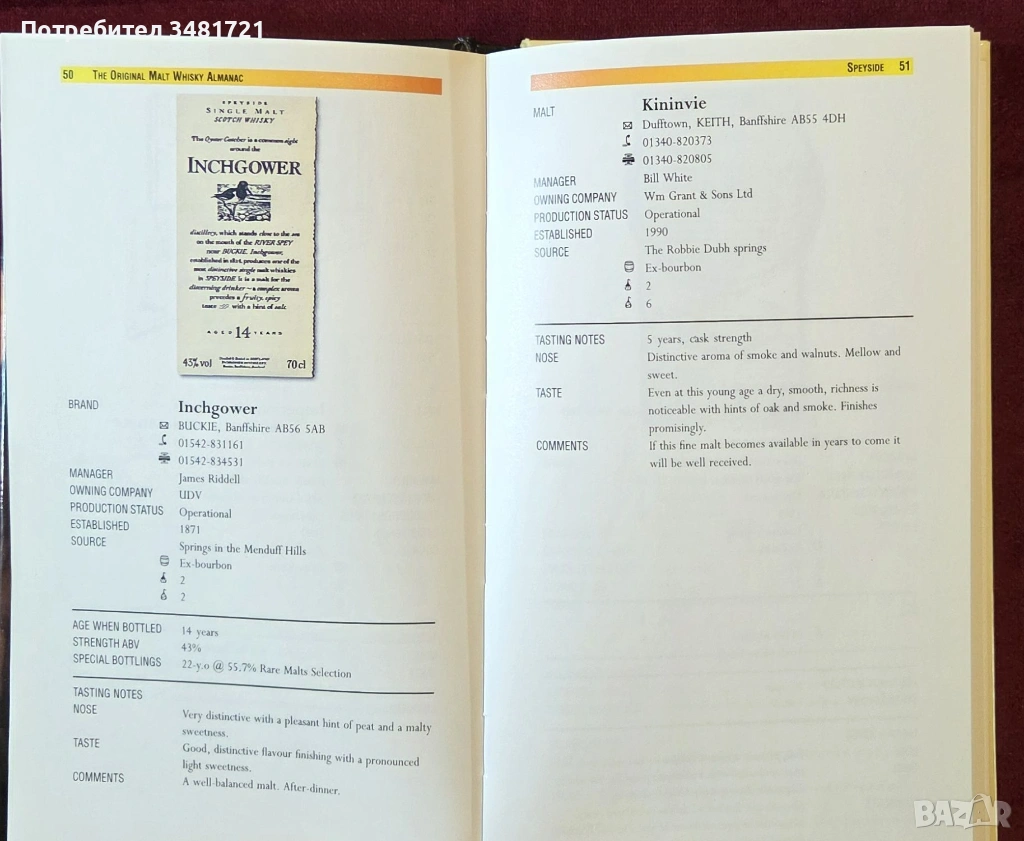 Потребител 3481721
50 THE ORIGINAL MALT WHISKY ALMANAC
SPEYSIDE
SINGLE MALT
SCOTCH WHISKY
The Oyster Catcher is a common sight
around the
INCHGOWER
distillery, which stands close to the sea
on the mouth of the RIVER SPEY
near BUCKIE. Inchgower,
established in 1871, produces one of the
most distinctive single malt whiskies
in SPEYSIDE. It is a malt for the
discerning drinker - a complex aroma
precedes a fruity, spicy
taste with a hint of salt.
AGED 14 YEARS
43% vol
70cl
BRAND Inchgower
BUCKIE, Banffshire AB56 5AB
01542-831161
01542-834531
MANAGER James Riddell
OWNING COMPANY UDV
PRODUCTION STATUS Operational
ESTABLISHED 1871
SOURCE Springs in the Menduff Hills
Ex-bourbon
2
2
AGE WHEN BOTTLED 14 years
STRENGTH ABV 43%
SPECIAL BOTTLINGS 22-y.o @ 55.7% Rare Malts Selection
TASTING NOTES
NOSE Very distinctive with a pleasant hint of peat and a malty
sweetness.
TASTE Good, distinctive flavour finishing with a pronounced
light sweetness.
COMMENTS A well-balanced malt. After-dinner.
SPEYSIDE 51
MALT Kininvie
Dufftown, KEITH, Banffshire AB55 4DH
01340-820373
01340-820805
MANAGER Bill White
OWNING COMPANY Wm Grant & Sons Ltd
PRODUCTION STATUS Operational
ESTABLISHED 1990
SOURCE The Robbie Dubh springs
Ex-bourbon
2
6
TASTING NOTES 5 years, cask strength
NOSE Distinctive aroma of smoke and walnuts. Mellow and
sweet.
TASTE Even at this young age a dry, smooth, richness is
noticeable with hints of oak and smoke. Finishes
promisingly.
COMMENTS If this fine malt becomes available in years to come it
will be well received.
BAZAR